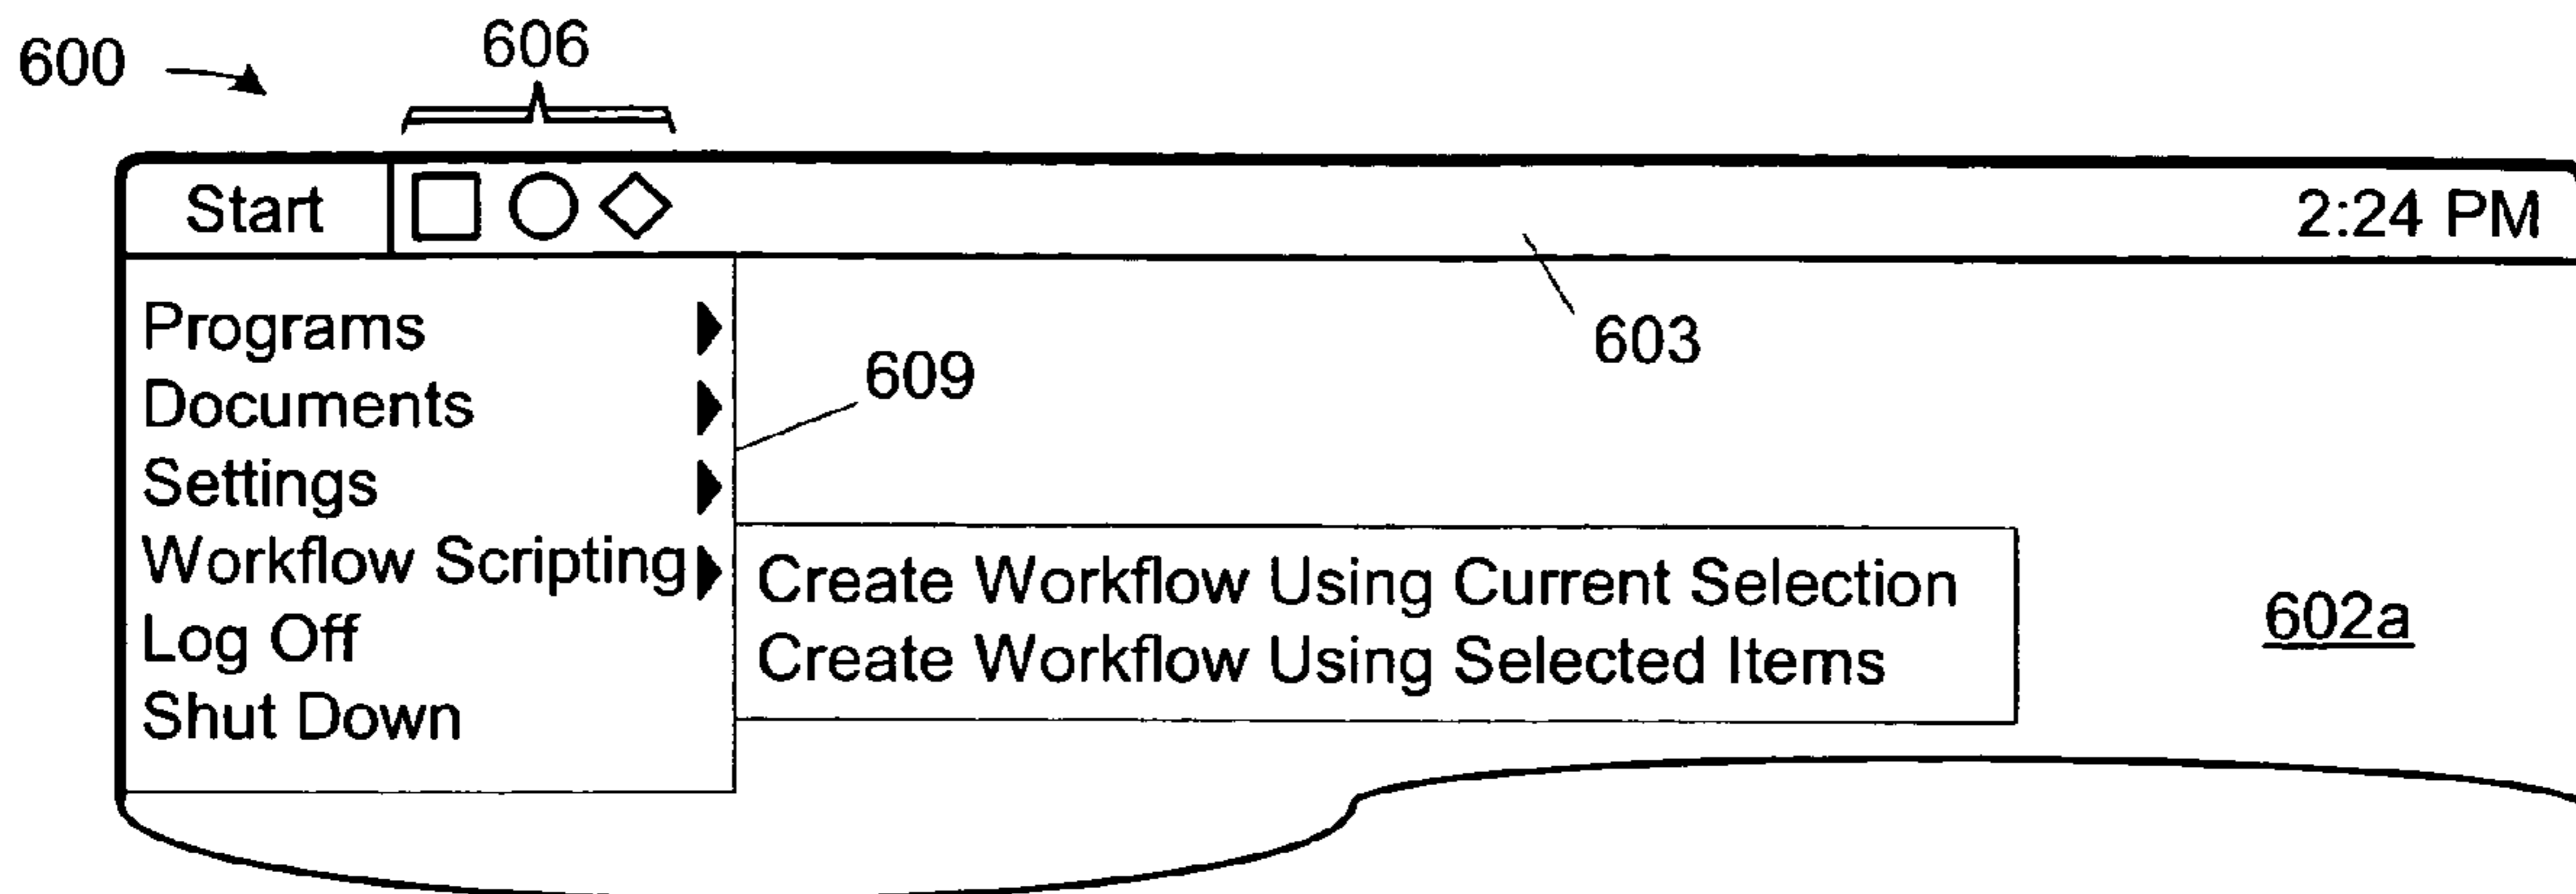 600
606
Start
2:24 PM
603
609
Programs
Documents
Settings
Workflow Scripting
Log Off
Shut Down
Create Workflow Using Current Selection
Create Workflow Using Selected Items
602a